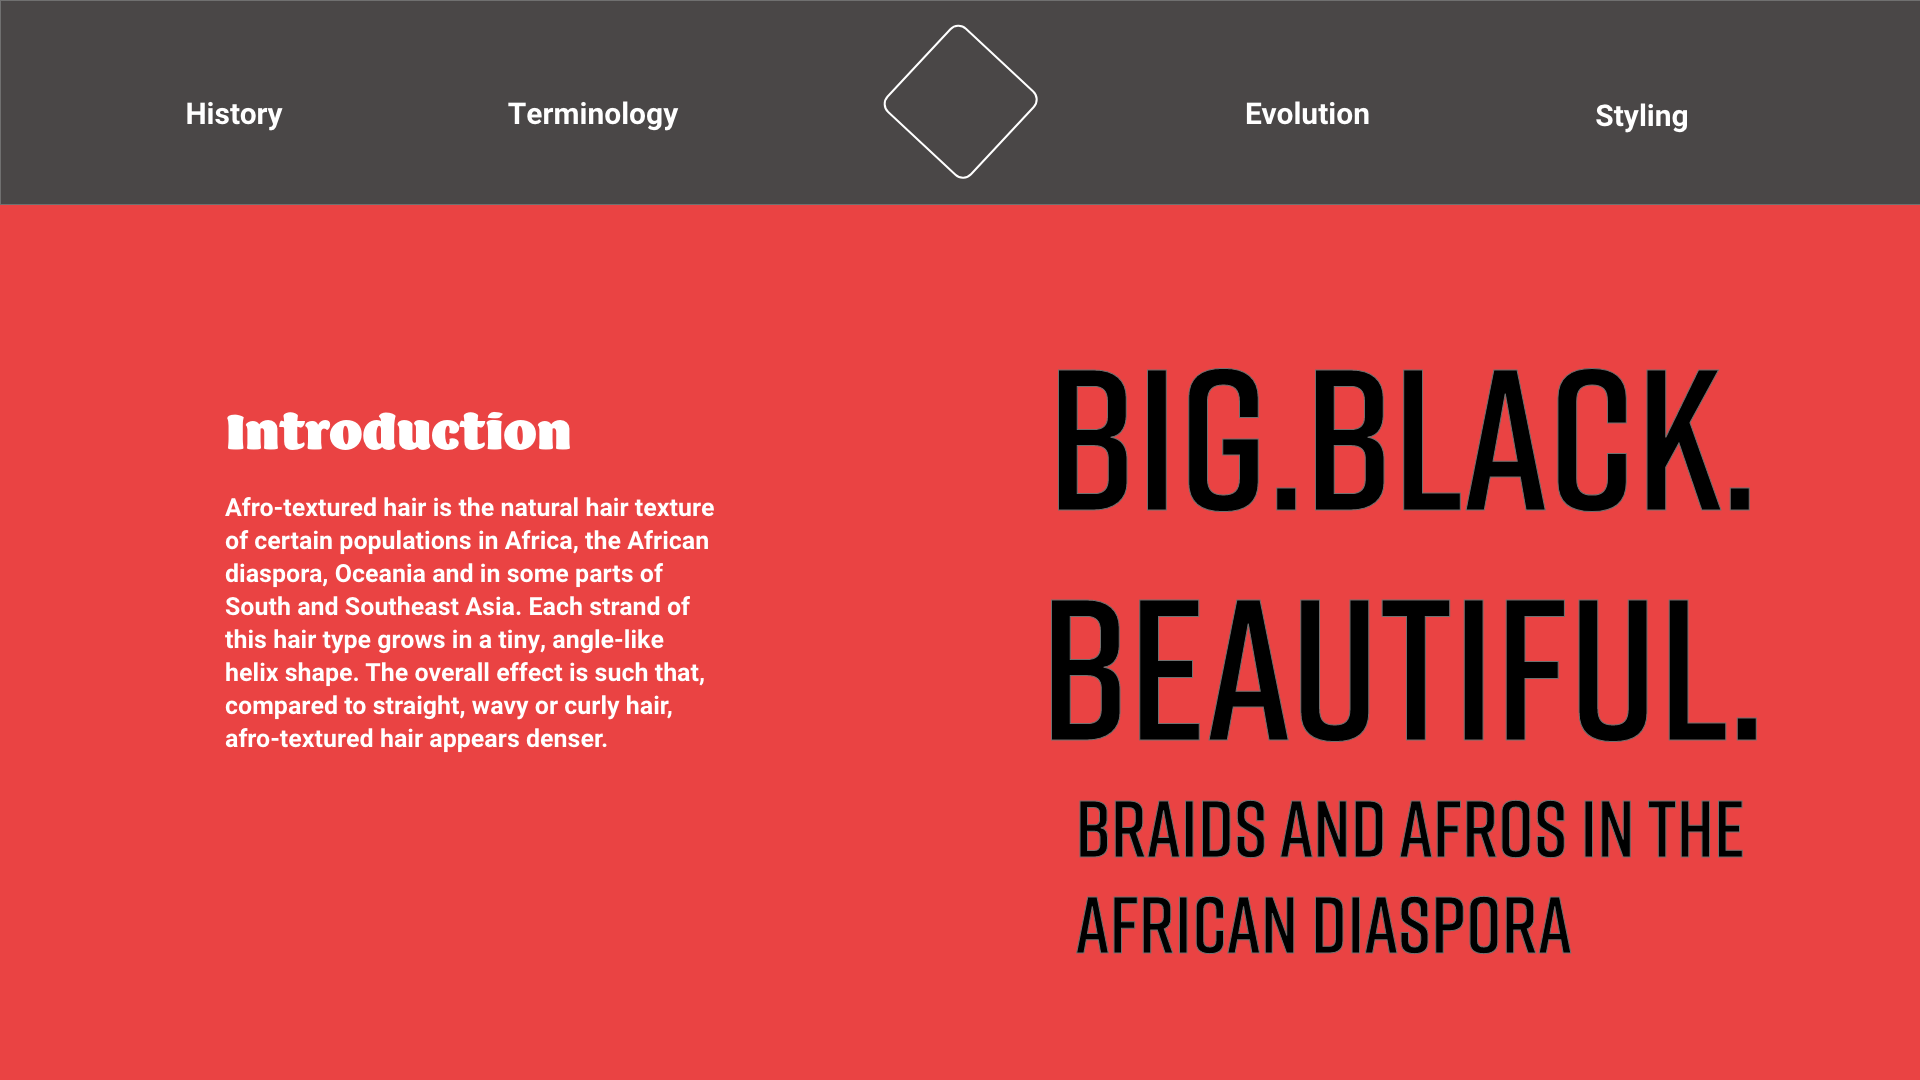 History
Terminology
Evolution
Styling
Introduction
Afro-textured hair is the natural hair texture
of certain populations in Africa, the African
diaspora, Oceania and in some parts of
South and Southeast Asia. Each strand of
this hair type grows in a tiny, angle-like
helix shape. The overall effect is such that,
compared to straight, wavy or curly hair,
afro-textured hair appears denser.
BIG.BLACK.
BEAUTIFUL.
BRAIDS AND AFROS IN THE
AFRICAN DIASPORA